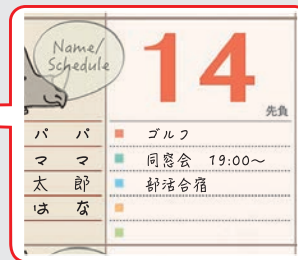 Name/
Schedule
14
先負
パパ ゴルフ
ママ 同窓会 19:00～
太郎 部活合宿
はな